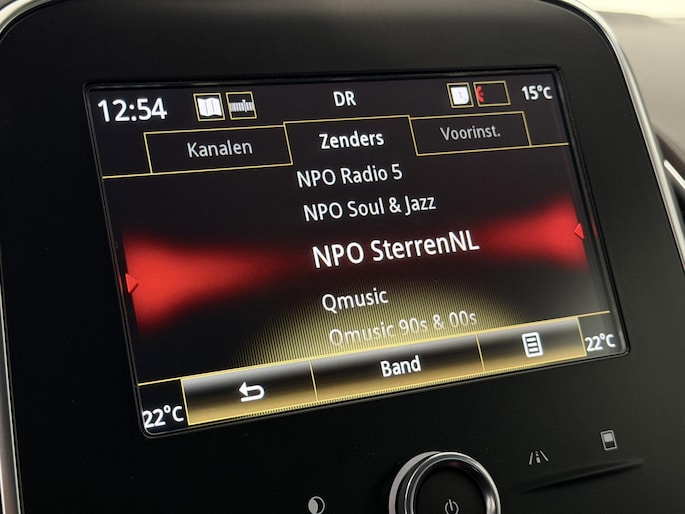 12:54
DR
15°C
Kanalen
Zenders
Voorinst.
NPO Radio 5
NPO Soul & Jazz
NPO SterrenNL
Qmusic
Qmusic 90s & 00s
Band
22°C
22°C